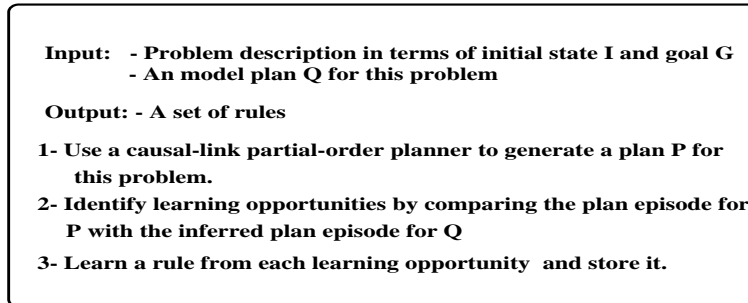 Input: - Problem description in terms of initial state I and goal G
- An model plan Q for this problem
Output: - A set of rules
1- Use a causal-link partial-order planner to generate a plan P for
this problem.
2- Identify learning opportunities by comparing the plan episode for
P with the inferred plan episode for Q
3- Learn a rule from each learning opportunity and store it.